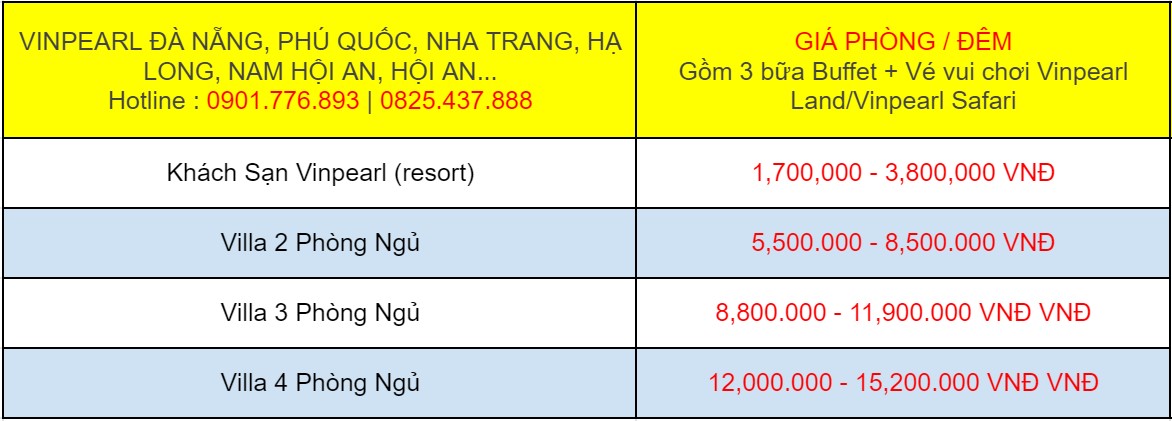 VINPEARL ĐÀ NẴNG, PHÚ QUỐC, NHA TRANG, HẠ
LONG, NAM HỘI AN, HỘI AN...
Hotline : 0901.776.893 | 0825.437.888
GIÁ PHÒNG / ĐÊM
Gồm 3 bữa Buffet + Vé vui chơi Vinpearl
Land/Vinpearl Safari
Khách Sạn Vinpearl (resort)
1,700,000 - 3,800,000 VNĐ
Villa 2 Phòng Ngủ
5,500.000 - 8,500.000 VNĐ
Villa 3 Phòng Ngủ
8,800.000 - 11,900.000 VNĐ VNĐ
Villa 4 Phòng Ngủ
12,000.000 - 15,200.000 VNĐ VNĐ